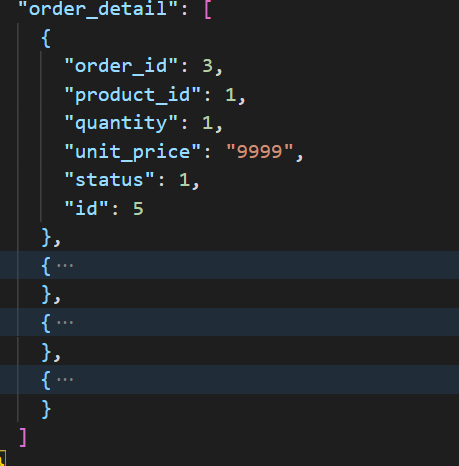 "order_detail": [
{
"order_id": 3,
"product_id": 1,
"quantity": 1,
"unit_price": "9999",
"status": 1,
"id": 5
},
{ ···
},
{ ···
},
{ ···
}
]